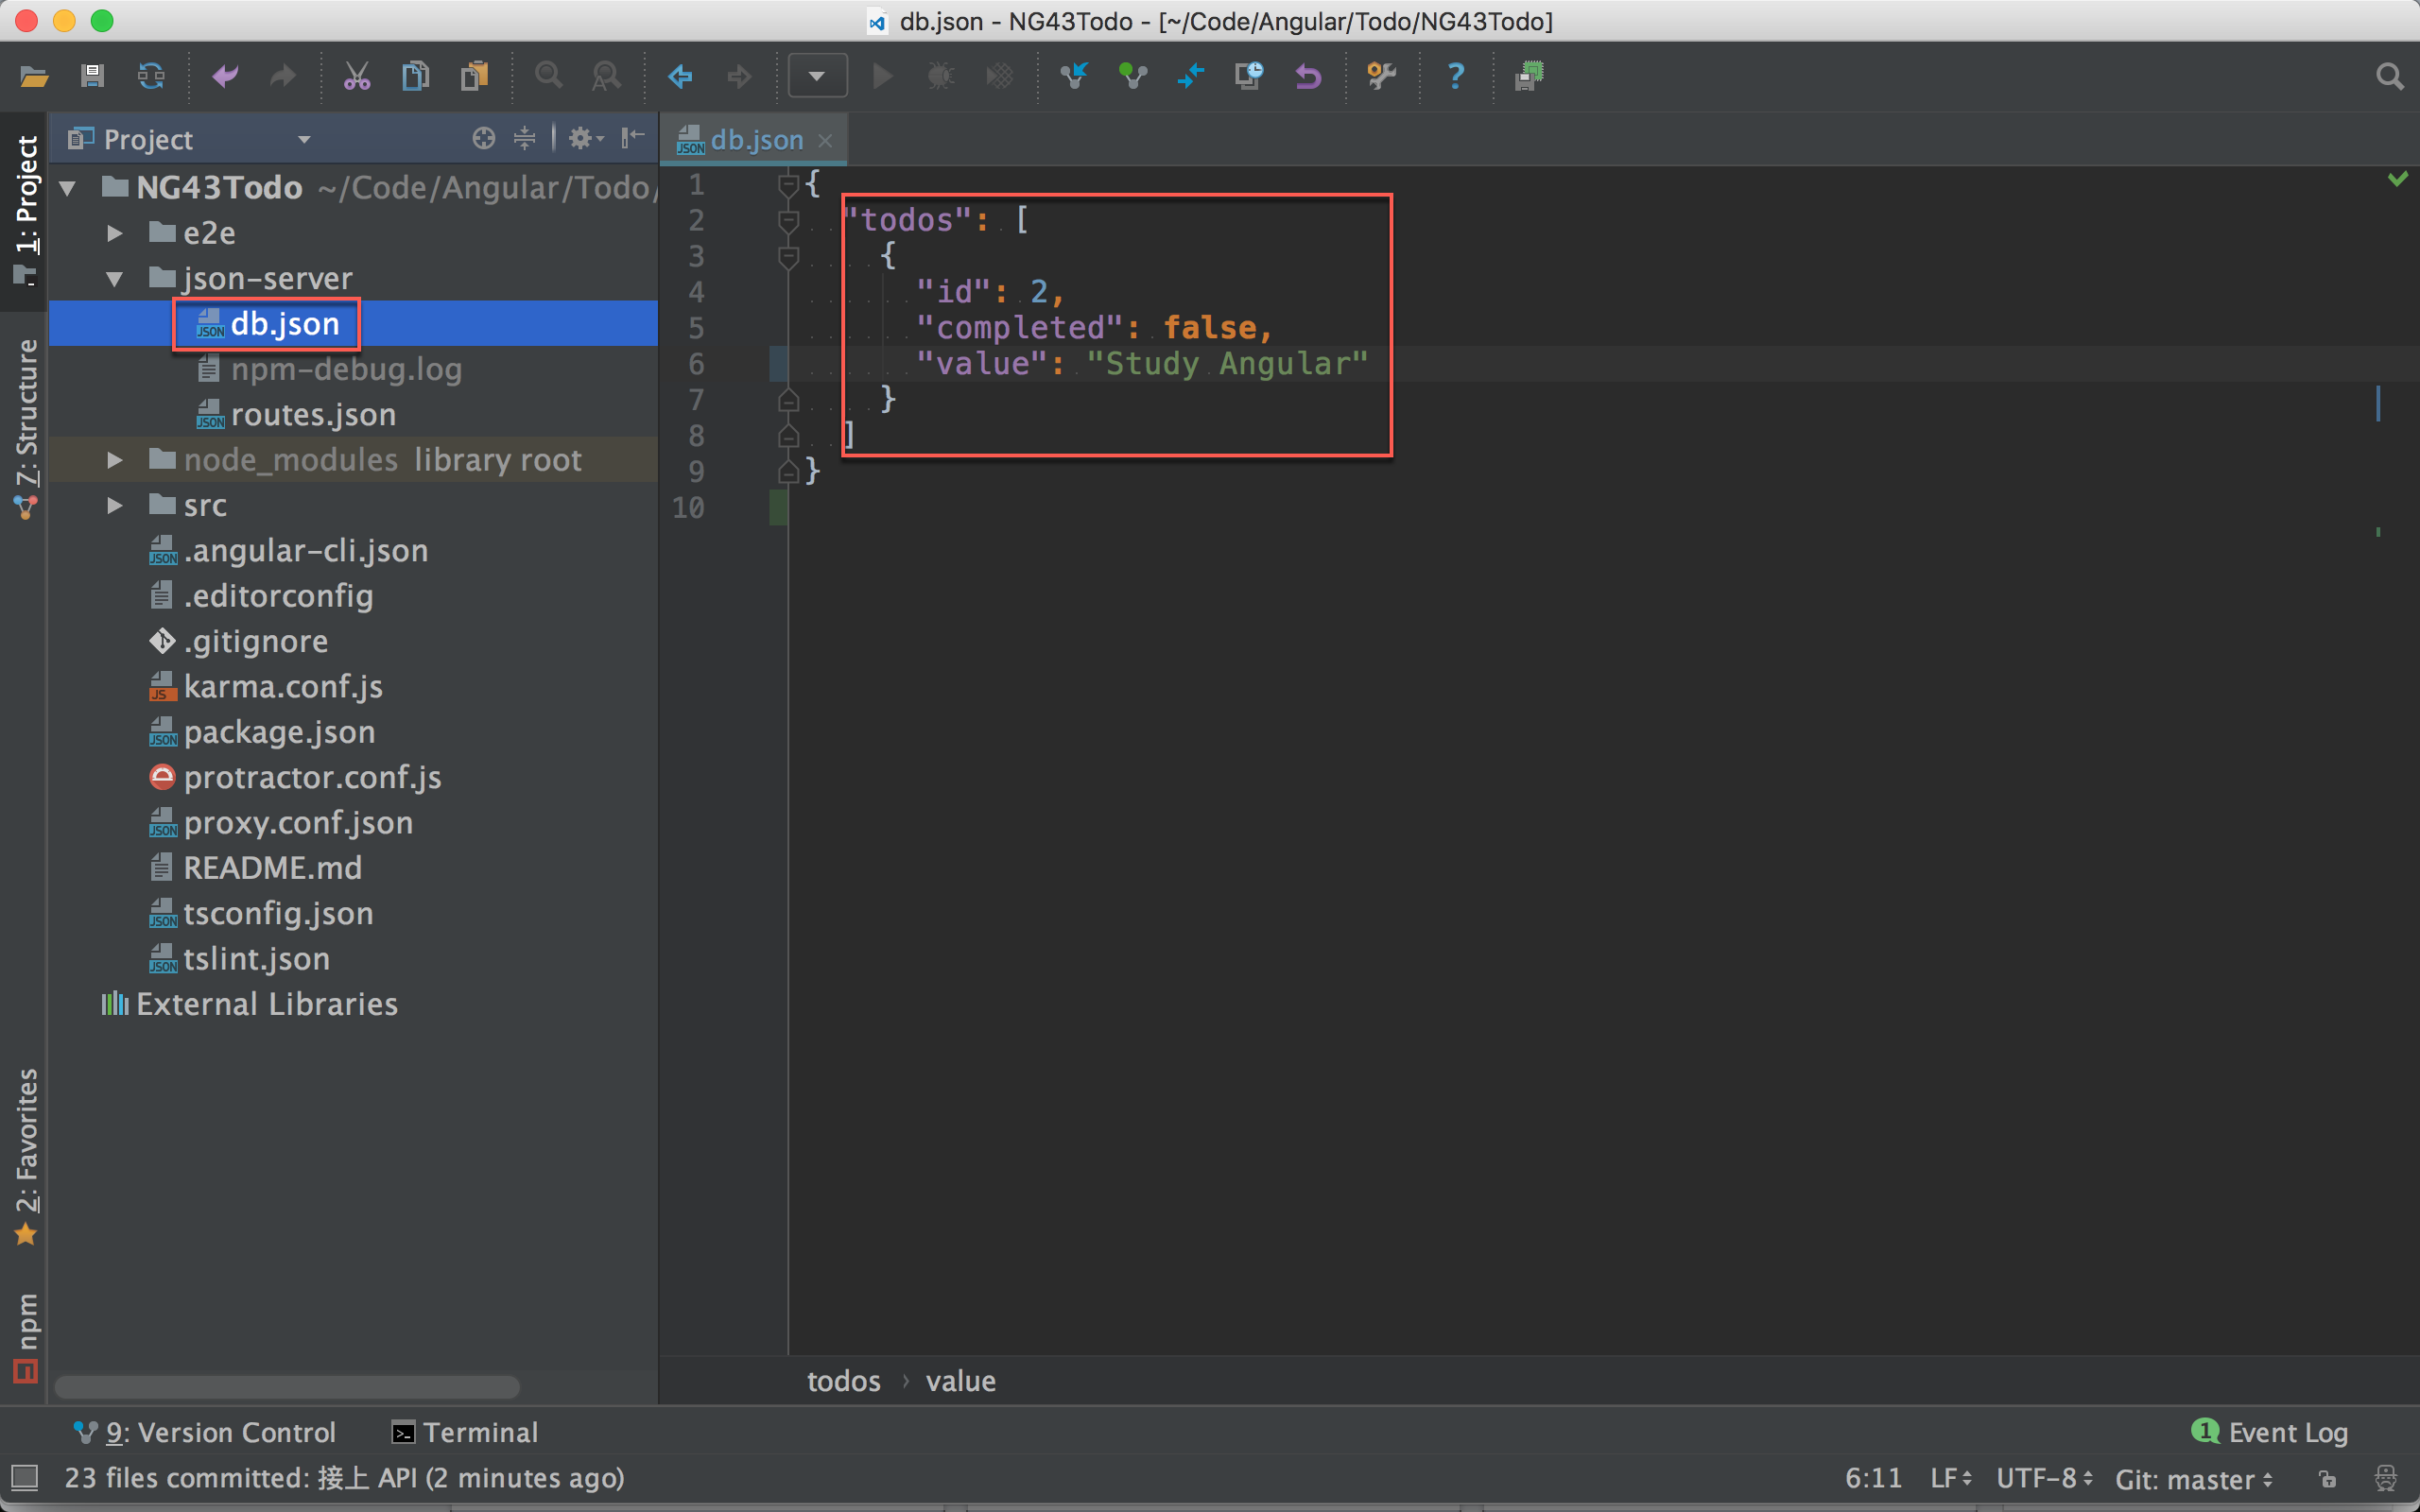 db.json - NG43Todo - [~/Code/Angular/Todo/NG43Todo]
Project
db.json
1: Project
7: Structure
2: Favorites
npm
NG43Todo ~/Code/Angular/Todo/
e2e
json-server
db.json
npm-debug.log
routes.json
node_modules library root
src
.angular-cli.json
.editorconfig
.gitignore
karma.conf.js
package.json
protractor.conf.js
proxy.conf.json
README.md
tsconfig.json
tslint.json
External Libraries
1 {
2 "todos": [
3 {
4 "id": 2,
5 "completed": false,
6 "value": "Study Angular"
7 }
8 ]
9 }
10
todos › value
9: Version Control Terminal 1 Event Log
23 files committed: 接上 API (2 minutes ago) 6:11 LF UTF-8 Git: master